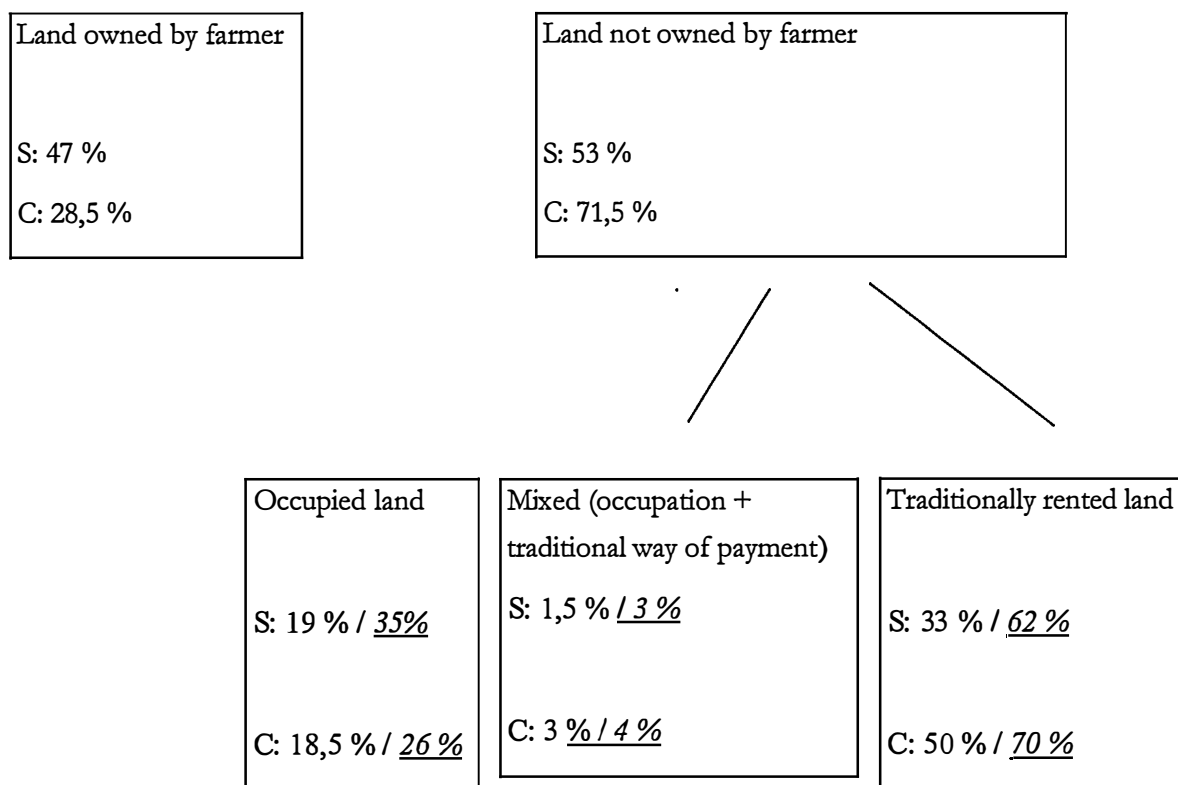 Land owned by farmer
S: 47 %
C: 28,5 %
Land not owned by farmer
S: 53 %
C: 71,5 %
Occupied land
S: 19 % / 35%
C: 18,5 % / 26 %
Mixed (occupation +
traditional way of payment)
S: 1,5 % / 3 %
C: 3 % / 4 %
Traditionally rented land
S: 33 % / 62 %
C: 50 % / 70 %